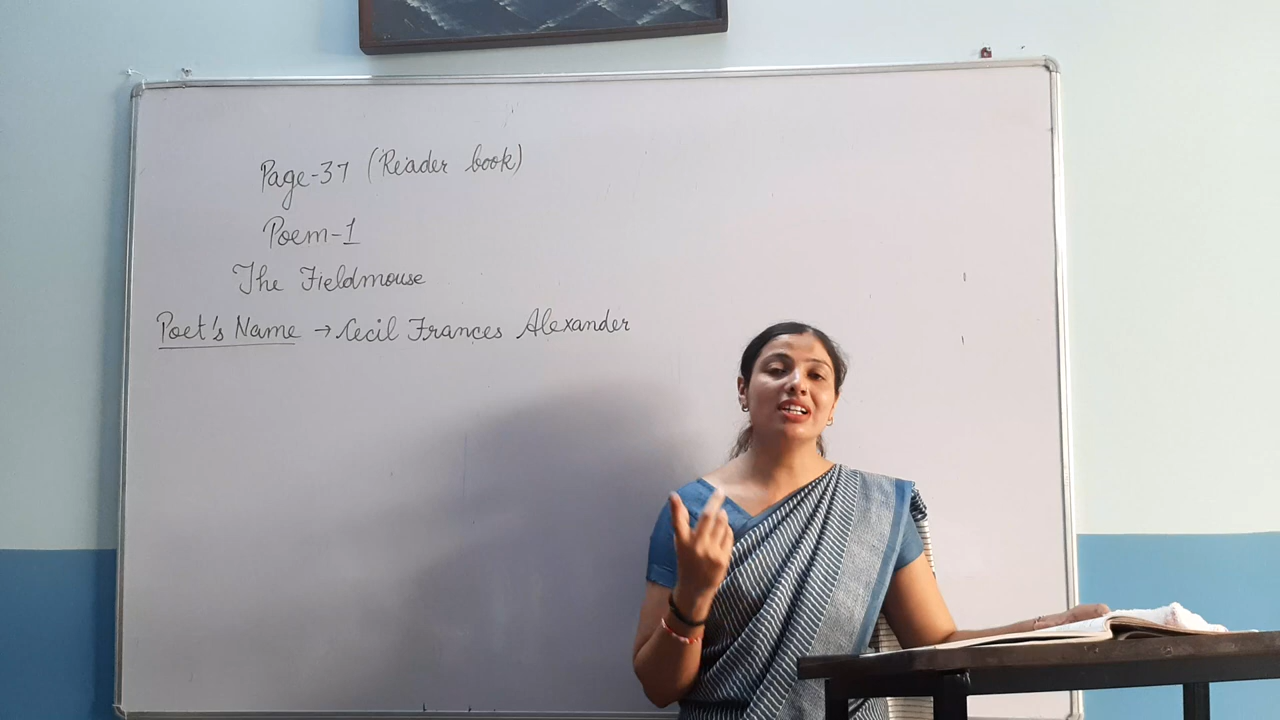 Page-37 (Reader book)
Poem-1
The Fieldmouse
Poet's Name → Cecil Frances Alexander